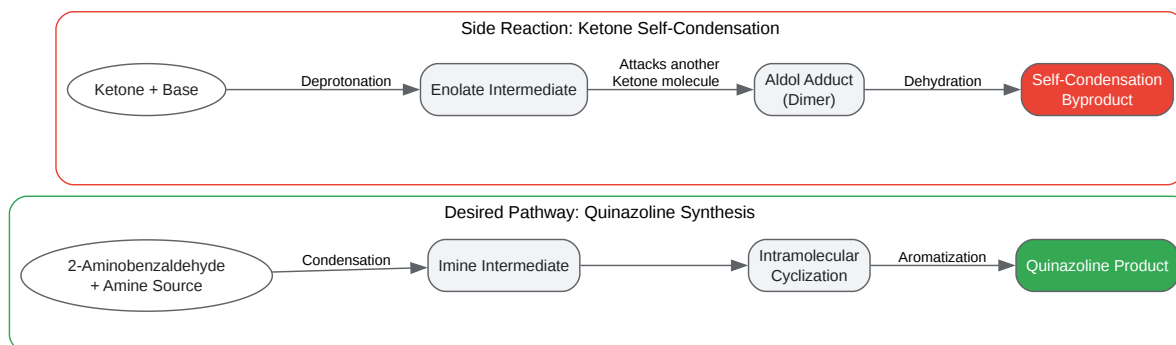 Side Reaction: Ketone Self-Condensation
Ketone + Base
Deprotonation
Enolate Intermediate
Attacks another
Ketone molecule
Aldol Adduct
(Dimer)
Dehydration
Self-Condensation
Byproduct
Desired Pathway: Quinazoline Synthesis
2-Aminobenzaldehyde
+ Amine Source
Condensation
Imine Intermediate
Intramolecular
Cyclization
Aromatization
Quinazoline Product